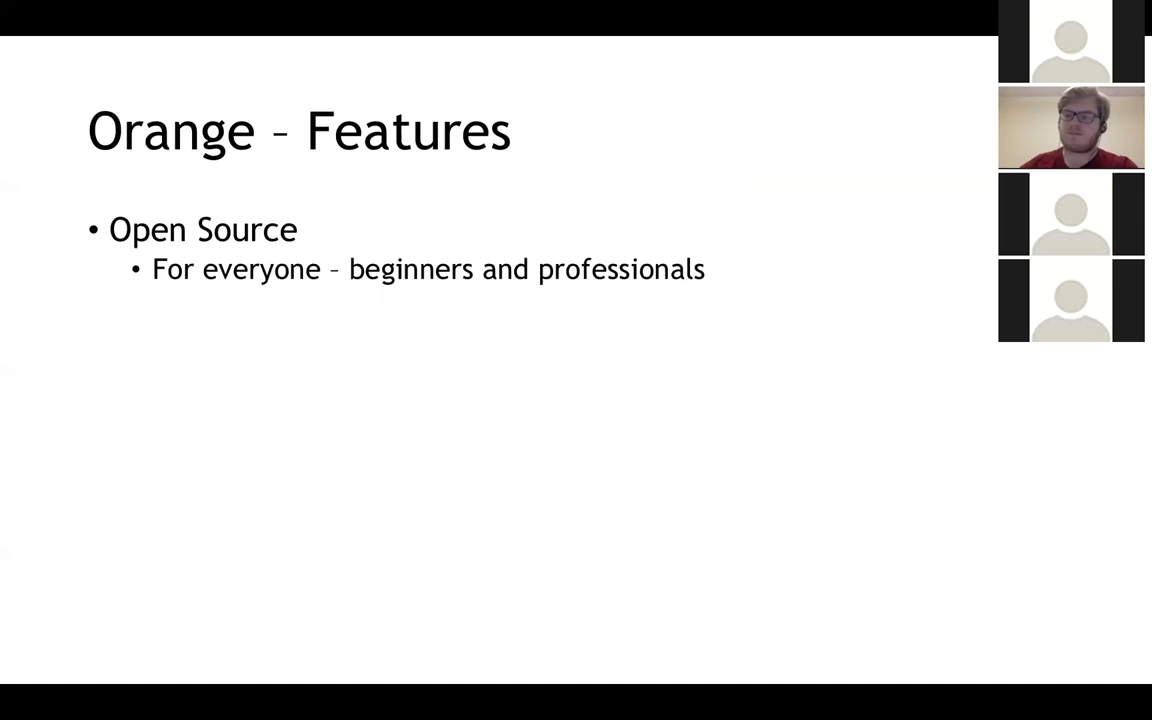 Orange – Features
• Open Source
• For everyone – beginners and professionals